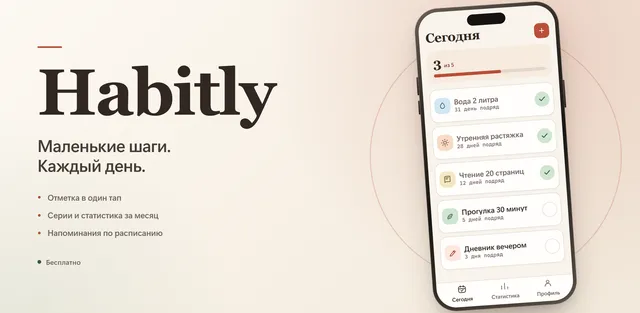 Habitly
Маленькие шаги.
Каждый день.
Отметка в один тап
Серии и статистика за месяц
Напоминания по расписанию
Бесплатно
Сегодня
+
3 из 5
Вода 2 литра
31 день подряд
Утренняя растяжка
28 дней подряд
Чтение 20 страниц
12 дней подряд
Прогулка 30 минут
5 дней подряд
Дневник вечером
3 дня подряд
Сегодня
Статистика
Профиль